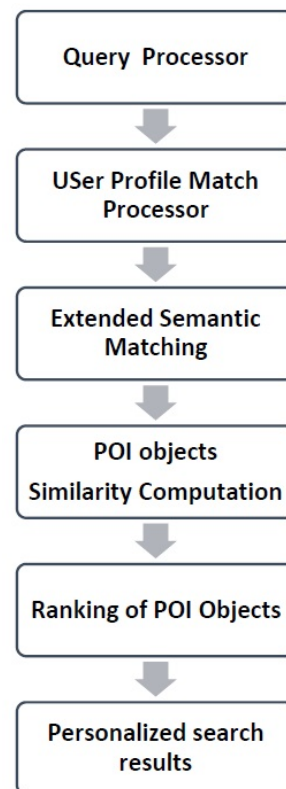 Query  Processor
USer Profile Match
Processor
Extended Semantic
Matching
POI objects
Similarity Computation
Ranking of POI Objects
Personalized search
results